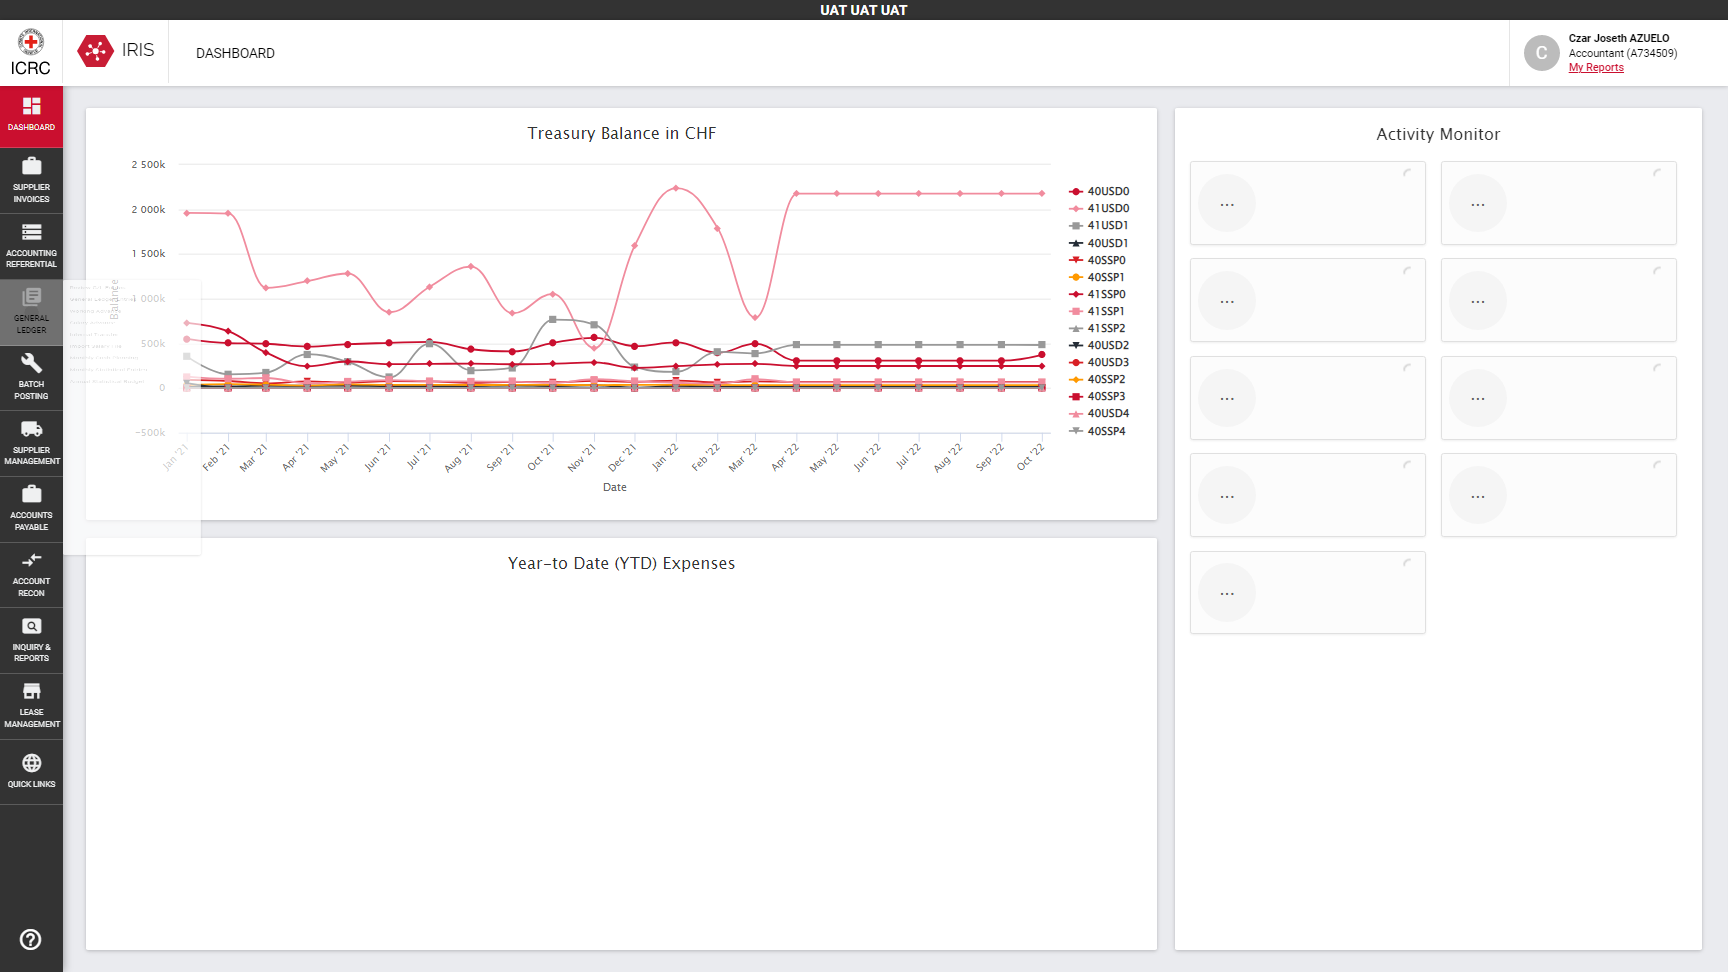 UAT UAT UAT
ICRC
IRIS
DASHBOARD
C
Czar Joseth AZUELO
Accountant (A734509)
My Reports
DASHBOARD
SUPPLIER
INVOICES
ACCOUNTING
REFERENTIAL
GENERAL
LEDGER
BATCH
POSTING
SUPPLIER
MANAGEMENT
ACCOUNTS
PAYABLE
ACCOUNT
RECON
INQUIRY &
REPORTS
LEASE
MANAGEMENT
QUICK LINKS
Treasury Balance in CHF
2 500k
2 000k
1 500k
1 000k
500k
0
−500k
Balance
Jan '21
Feb '21
Mar '21
Apr '21
May '21
Jun '21
Jul '21
Aug '21
Sep '21
Oct '21
Nov '21
Dec '21
Jan '22
Feb '22
Mar '22
Apr '22
May '22
Jun '22
Jul '22
Aug '22
Sep '22
Oct '22
Date
40USD0
41USD0
41USD1
40USD1
40SSP0
40SSP1
41SSP0
41SSP1
41SSP2
40USD2
40USD3
40SSP2
40SSP3
40USD4
40SSP4
Year-to Date (YTD) Expenses
Activity Monitor
...
...
...
...
...
...
...
...
...